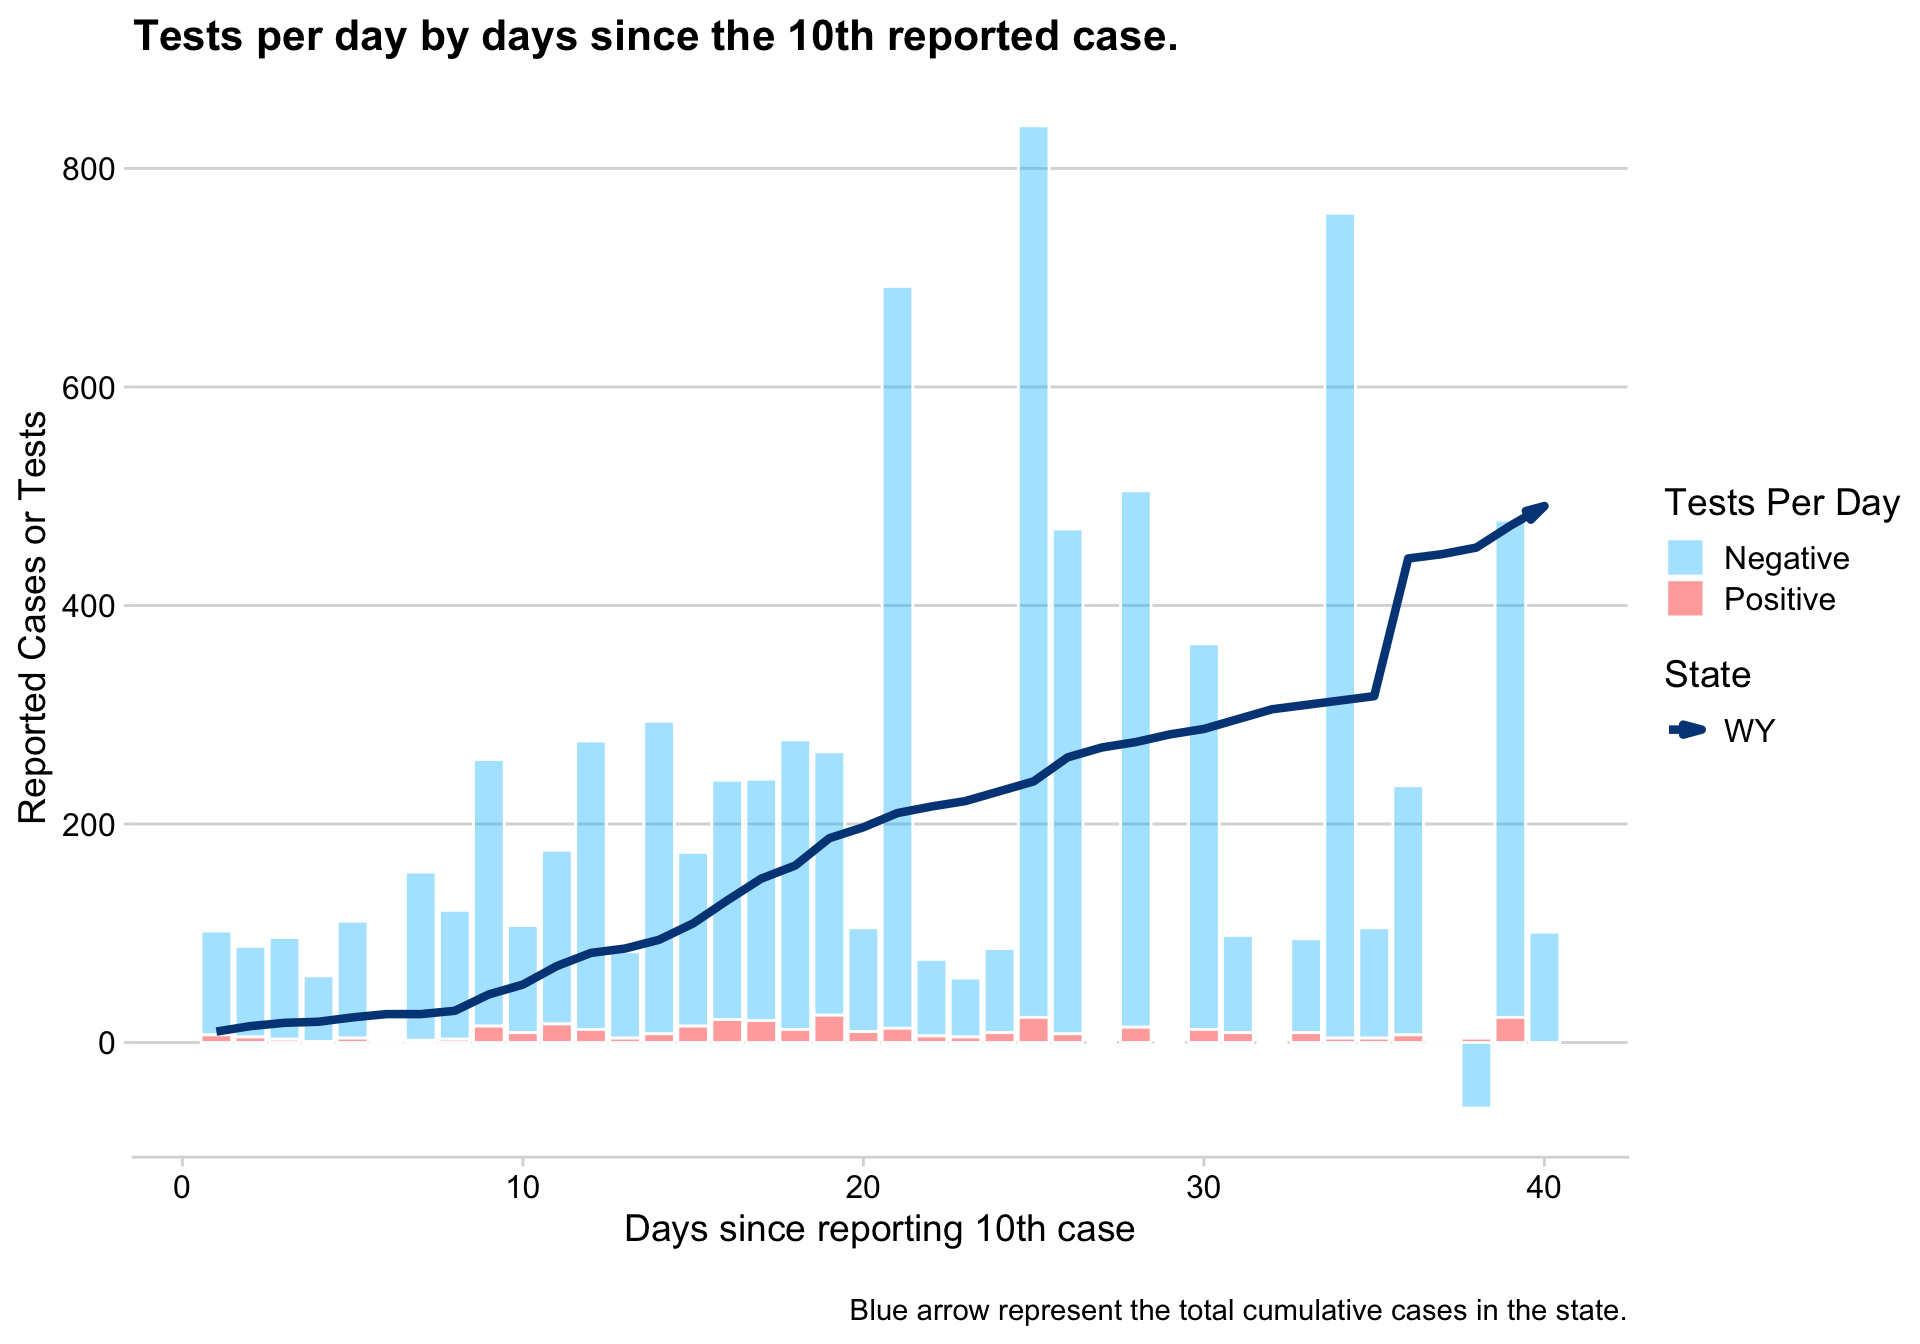 Tests per day by days since the 10th reported case.
800
600
400
200
0
Reported Cases or Tests
0 10 20 30 40
Days since reporting 10th case
Tests Per Day
Negative
Positive
State
WY
Blue arrow represent the total cumulative cases in the state.